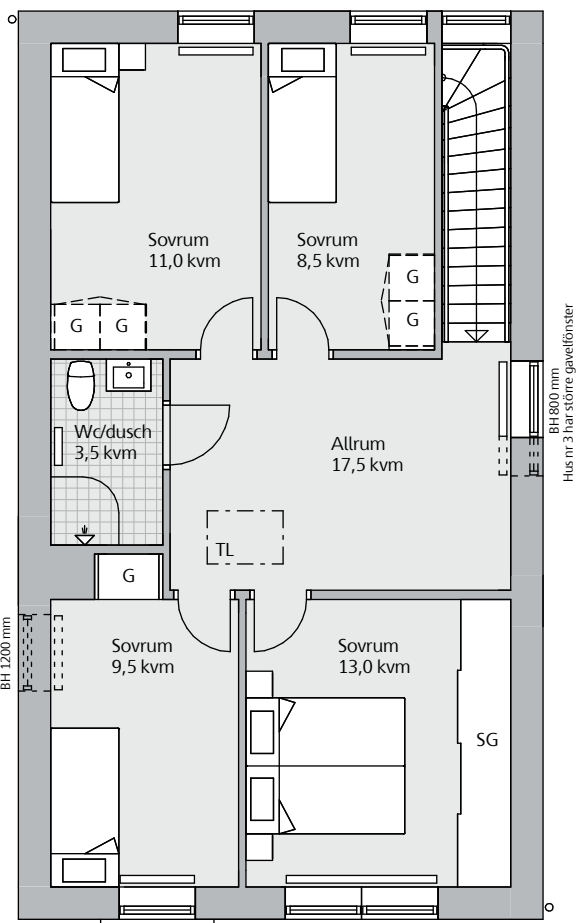 Sovrum
11,0 kvm
Sovrum
8,5 kvm
G
G
G
G
BH 800 mm
Hus nr 3 har större gavelfönster
Wc/dusch
3,5 kvm
Allrum
17,5 kvm
TL
G
BH 1200 mm
Sovrum
9,5 kvm
Sovrum
13,0 kvm
SG